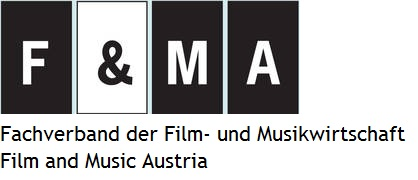 F & M A
Fachverband der Film- und Musikwirtschaft
Film and Music Austria